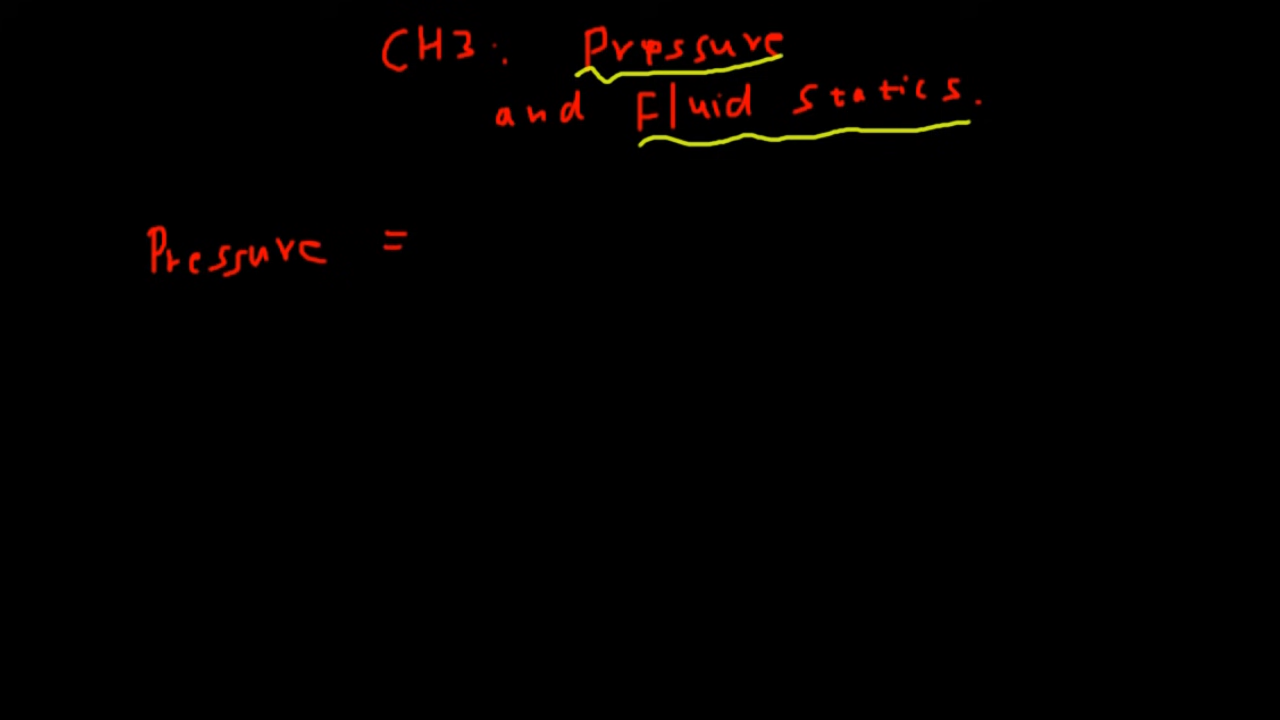 CH3: Pressure
and Fluid statics.
Pressure =